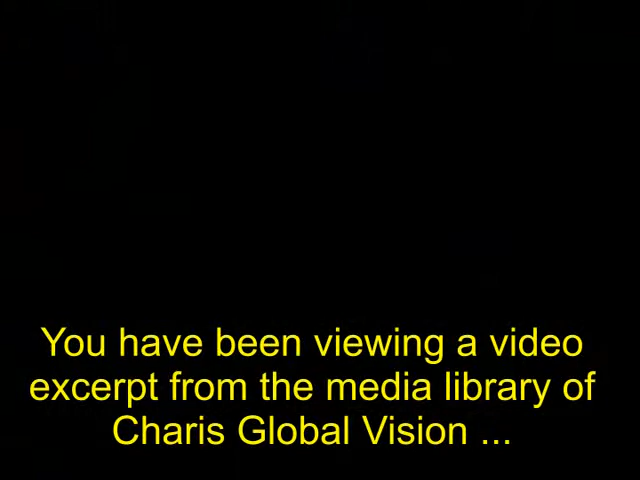 You have been viewing a video
excerpt from the media library of
Charis Global Vision ...